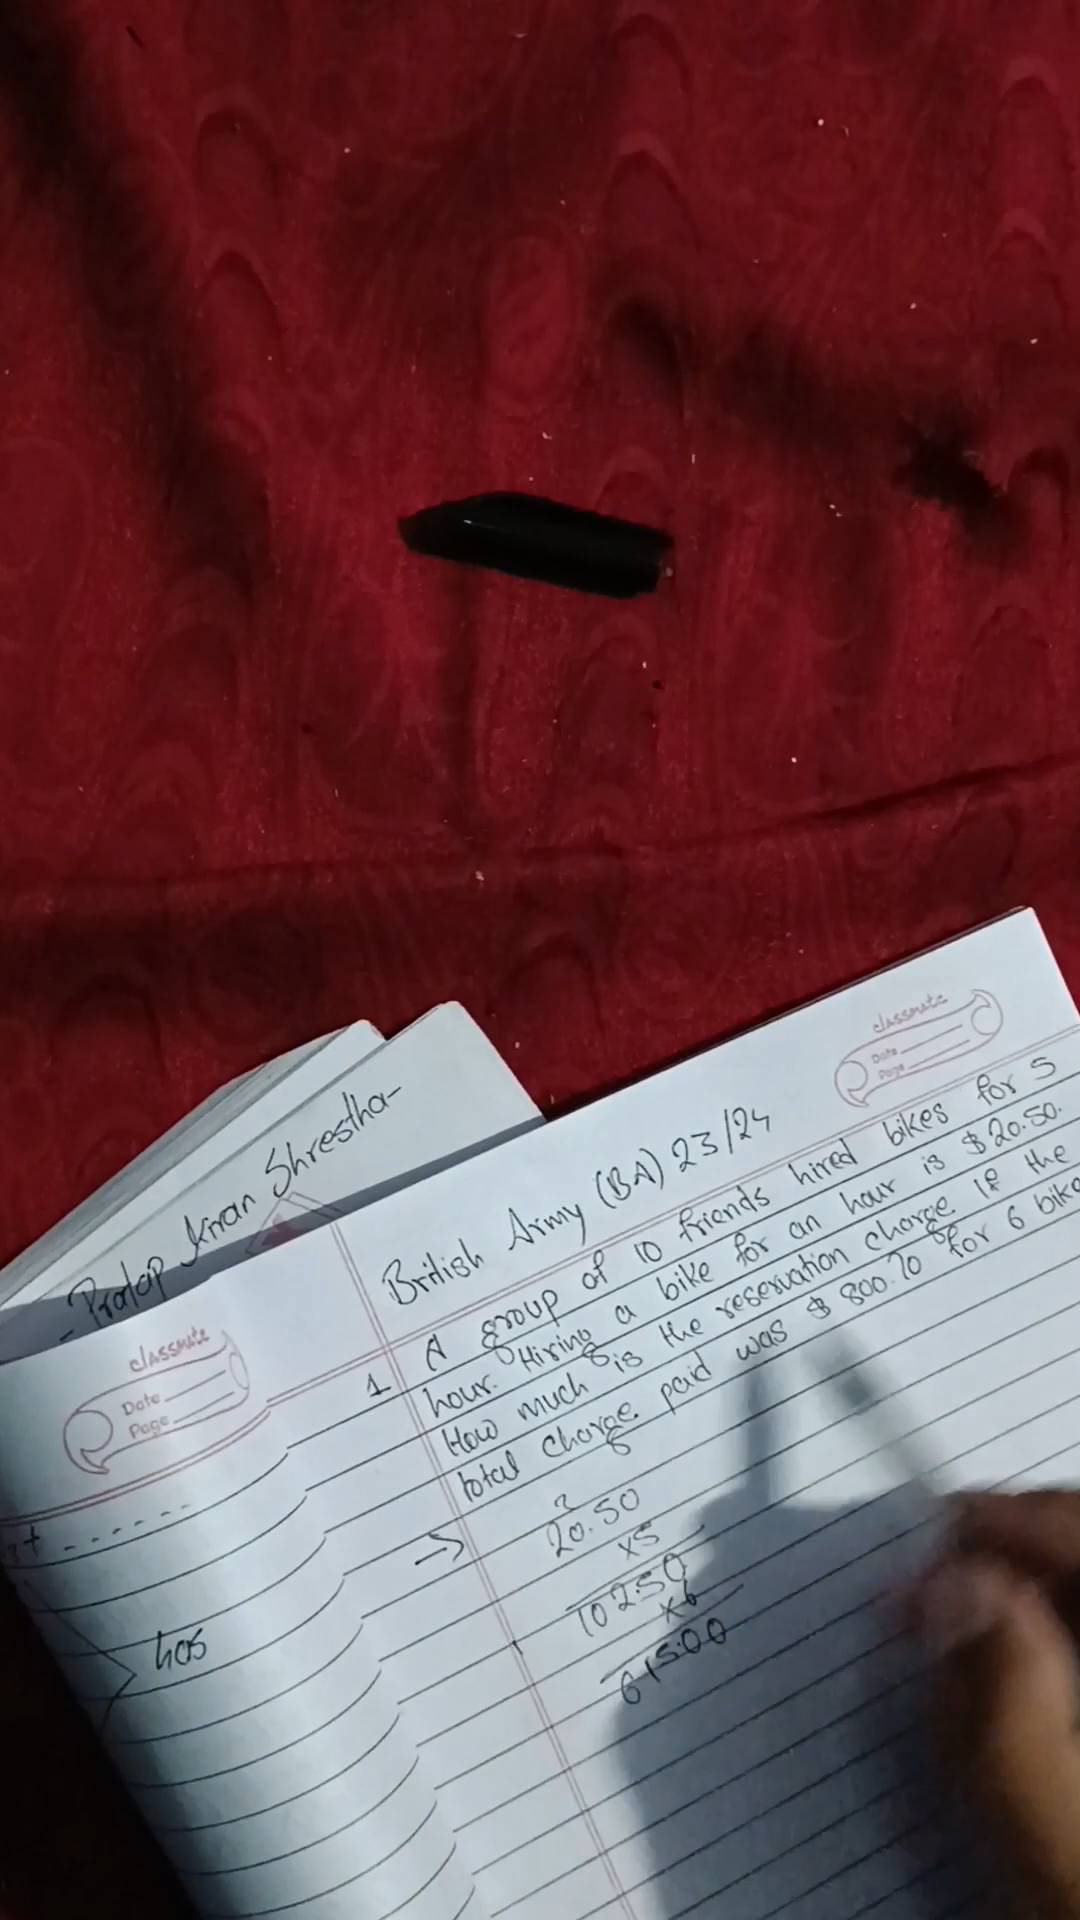 - Pratap Kiran Shrestha-
classmate
Date
Page
has
classmate
Date
Page
British Army (BA) 23/24
1 A group of 10 friends hired bikes for 5
hour. Hiring a bike for an hour is $20.50.
How much is the reservation charge If the
total charge paid was $ 800.70 for 6 bike
→ 2
20.50
x5
102.50
x6
615.00